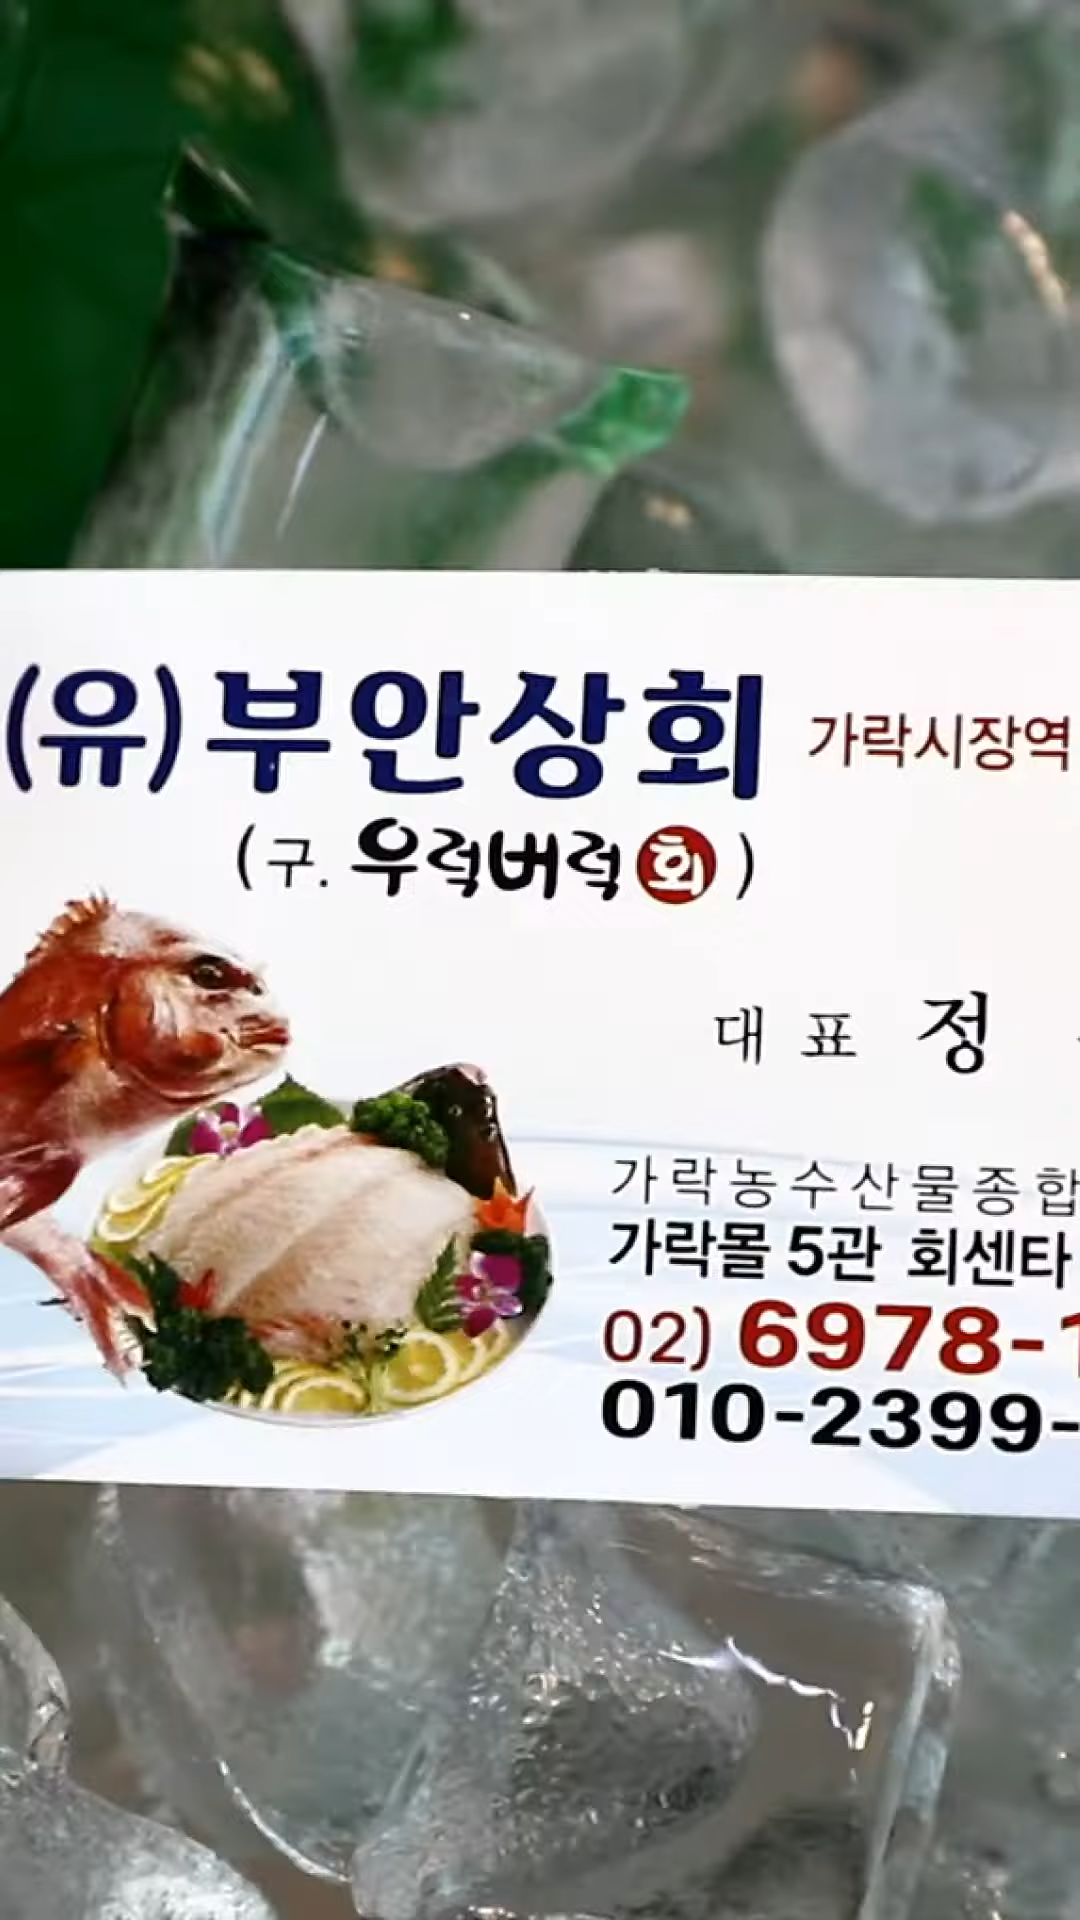 (유)부안상회 가락시장역
(구. 우럭버럭 회)
대표 정
가락농수산물종합
가락몰 5관 회센타
02) 6978-1
010-2399-